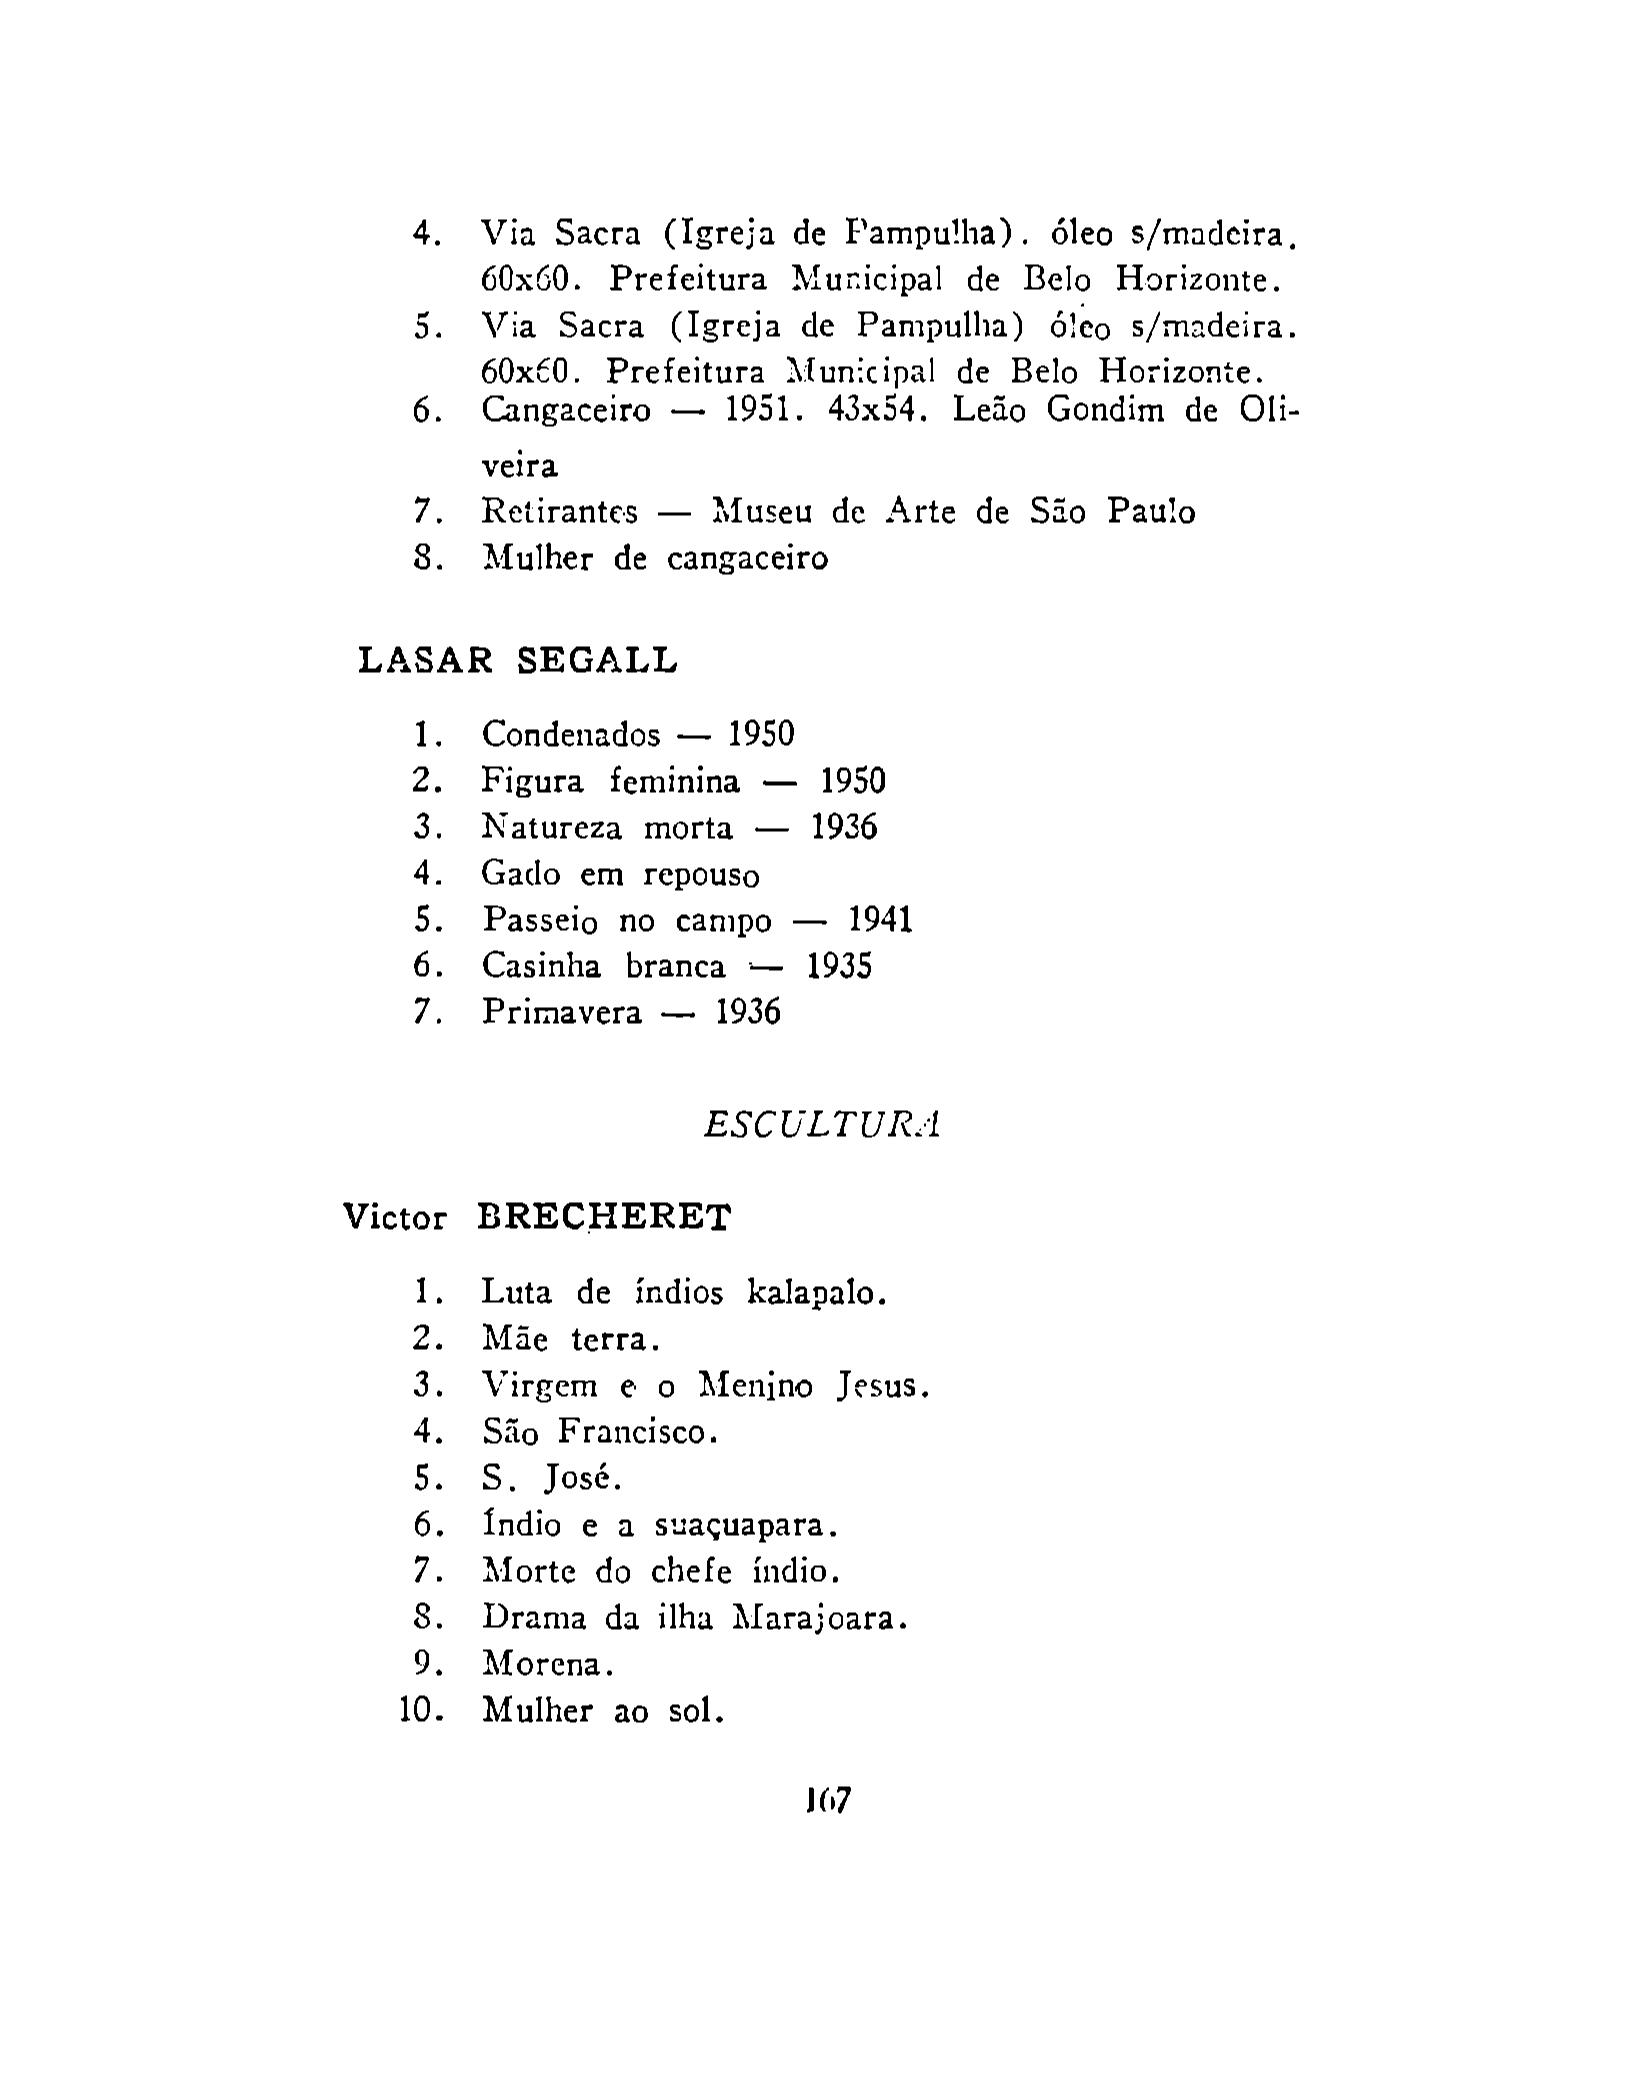 4. Via Sacra (Igreja de Pampulha). óleo s/madeira.
60x60. Prefeitura Municipal de Belo Horizonte.
5. Via Sacra (Igreja de Pampulha) óleo s/madeira.
60x60. Prefeitura Municipal de Belo Horizonte.
6. Cangaceiro — 1951. 43x54. Leão Gondim de Oli-
veira
7. Retirantes — Museu de Arte de São Paulo
8. Mulher de cangaceiro
LASAR SEGALL
1. Condenados — 1950
2. Figura feminina — 1950
3. Natureza morta — 1936
4. Gado em repouso
5. Passeio no campo — 1941
6. Casinha branca — 1935
7. Primavera — 1936
ESCULTURA
Victor BRECHERET
1. Luta de índios kalapalo.
2. Mãe terra.
3. Virgem e o Menino Jesus.
4. São Francisco.
5. S. José.
6. Índio e a suaçuapara.
7. Morte do chefe índio.
8. Drama da ilha Marajoara.
9. Morena.
10. Mulher ao sol.
167